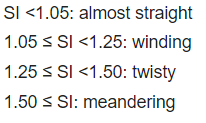 SI <1.05: almost straight
1.05 ≤ SI <1.25: winding
1.25 ≤ SI <1.50: twisty
1.50 ≤ SI: meandering